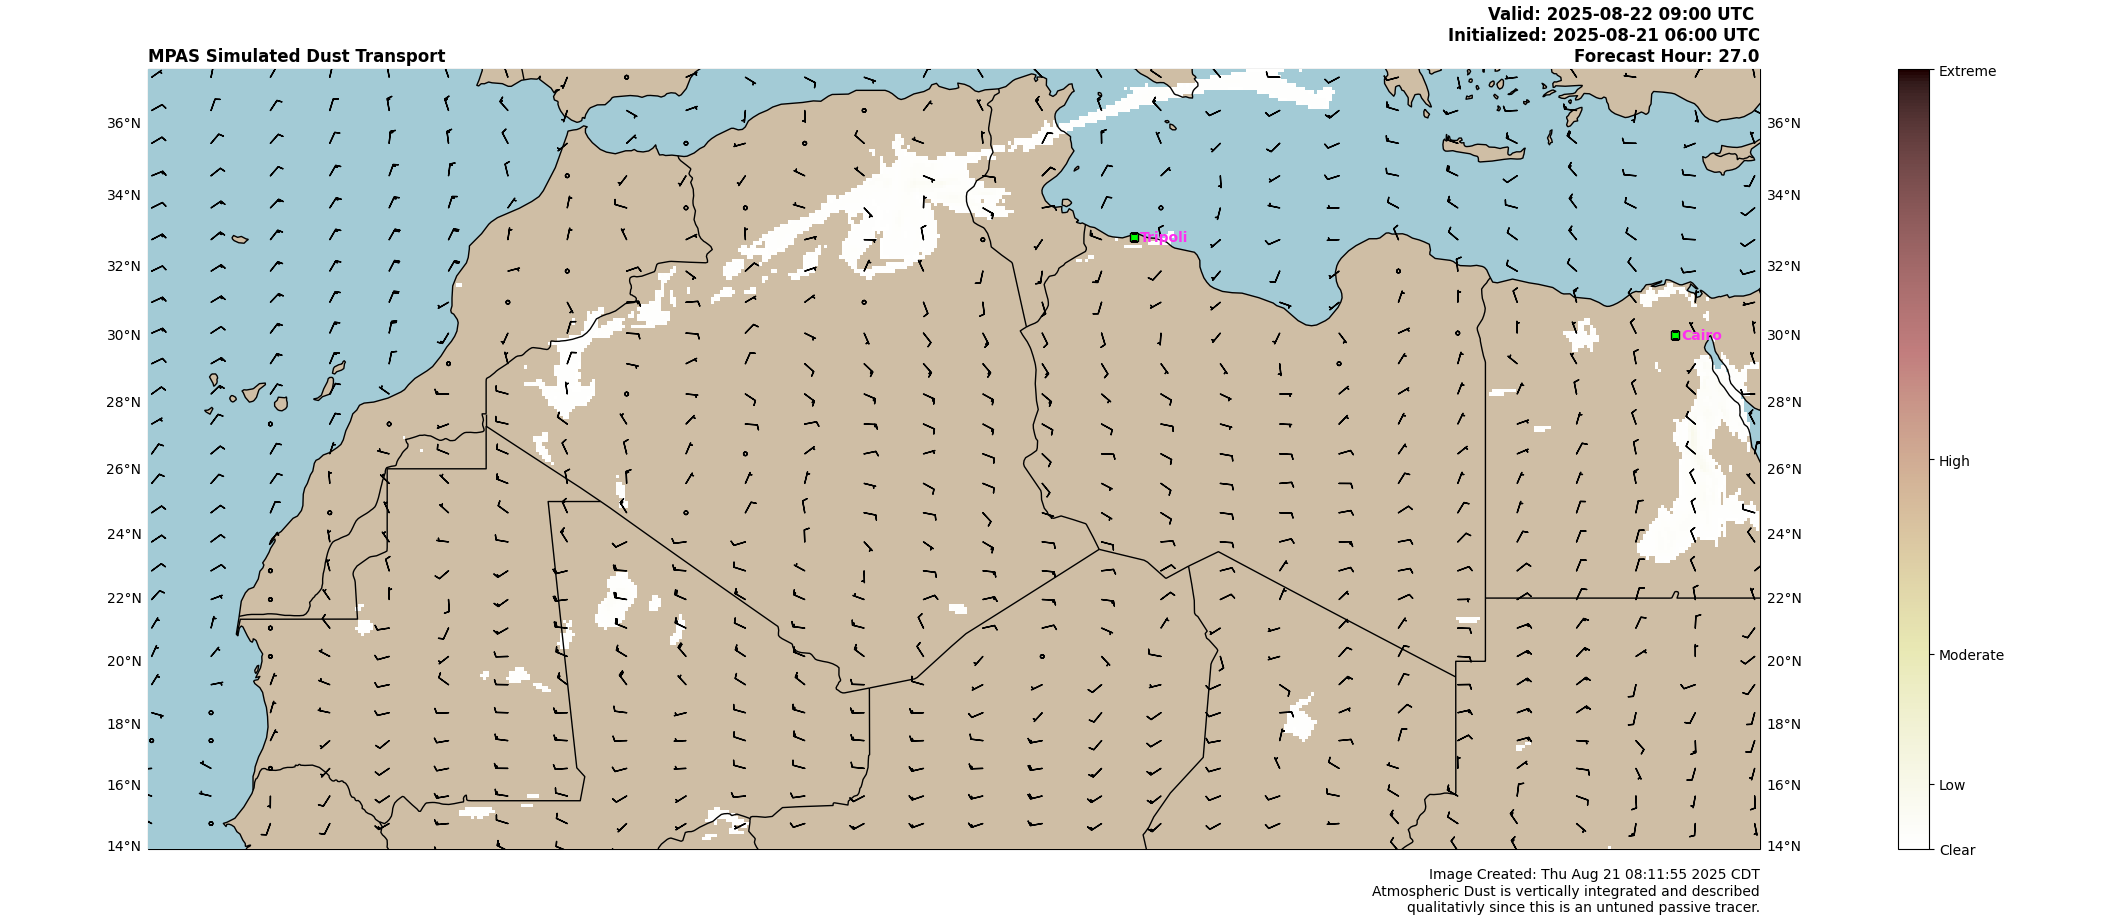 Valid: 2025-08-22 09:00 UTC
Initialized: 2025-08-21 06:00 UTC
MPAS Simulated Dust Transport
Forecast Hour: 27.0
Extreme
36°N
36°N
34°N
34°N
Tripoli
32°N
32°N
30°N
Cairo
30°N
28°N
28°N
26°N
26°N
High
24°N
24°N
22°N
22°N
20°N
20°N
Moderate
18°N
18°N
16°N
16°N
Low
14°N
14°N
Clear
Image Created: Thu Aug 21 08:11:55 2025 CDT
Atmospheric Dust is vertically integrated and described
qualitativly since this is an untuned passive tracer.